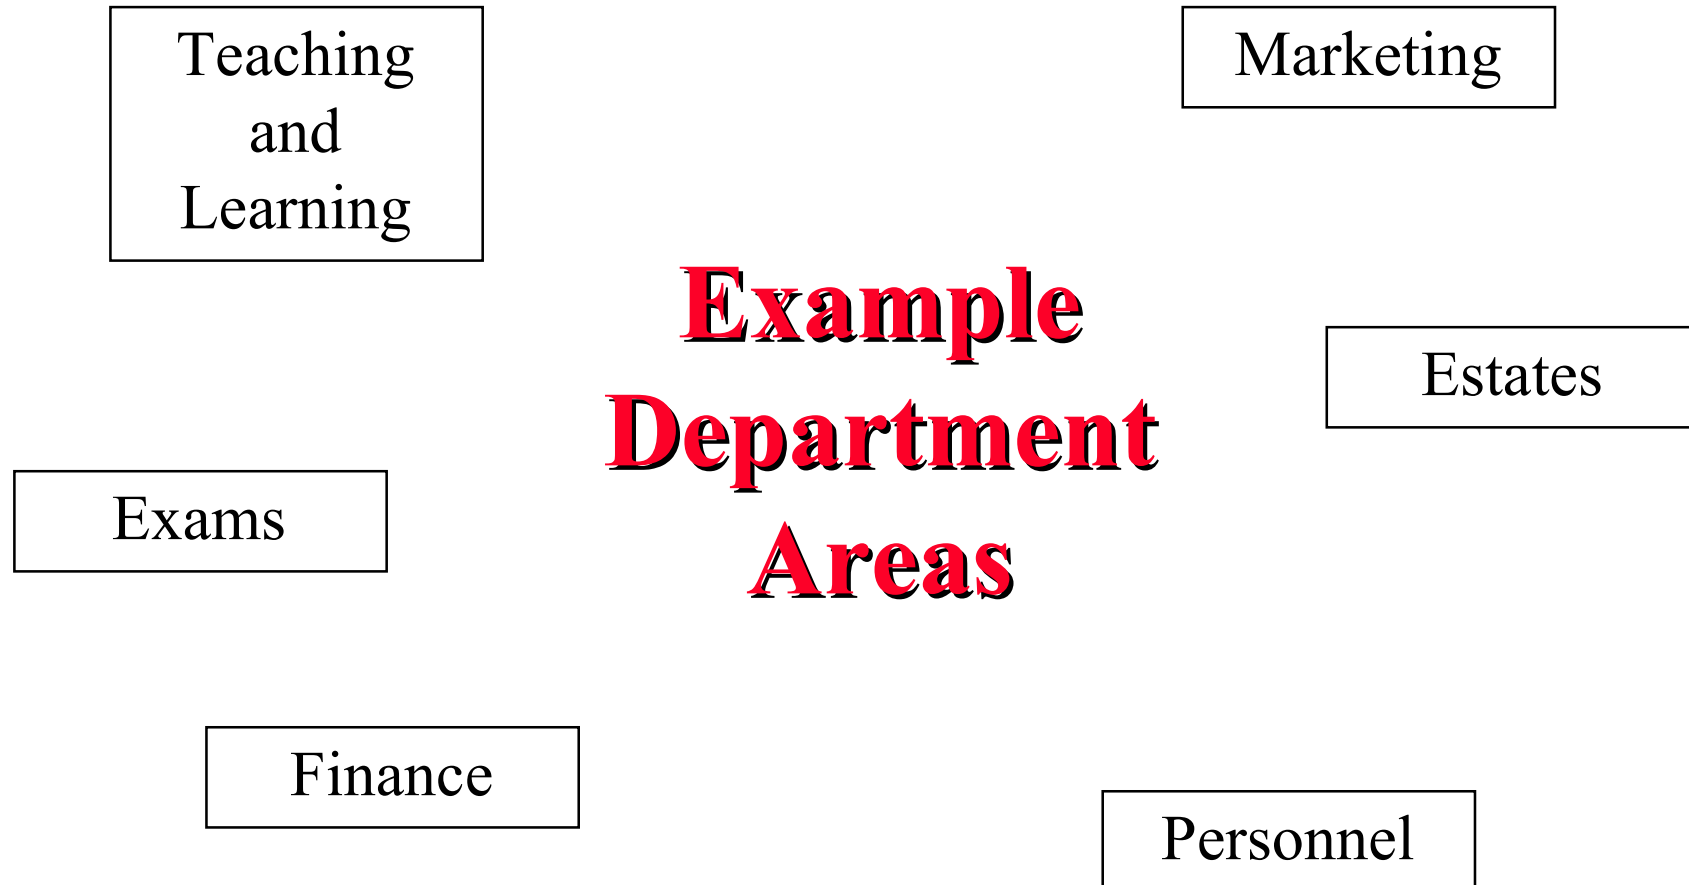 Teaching
and
Learning
Marketing
Example
Department
Areas
Estates
Exams
Finance
Personnel